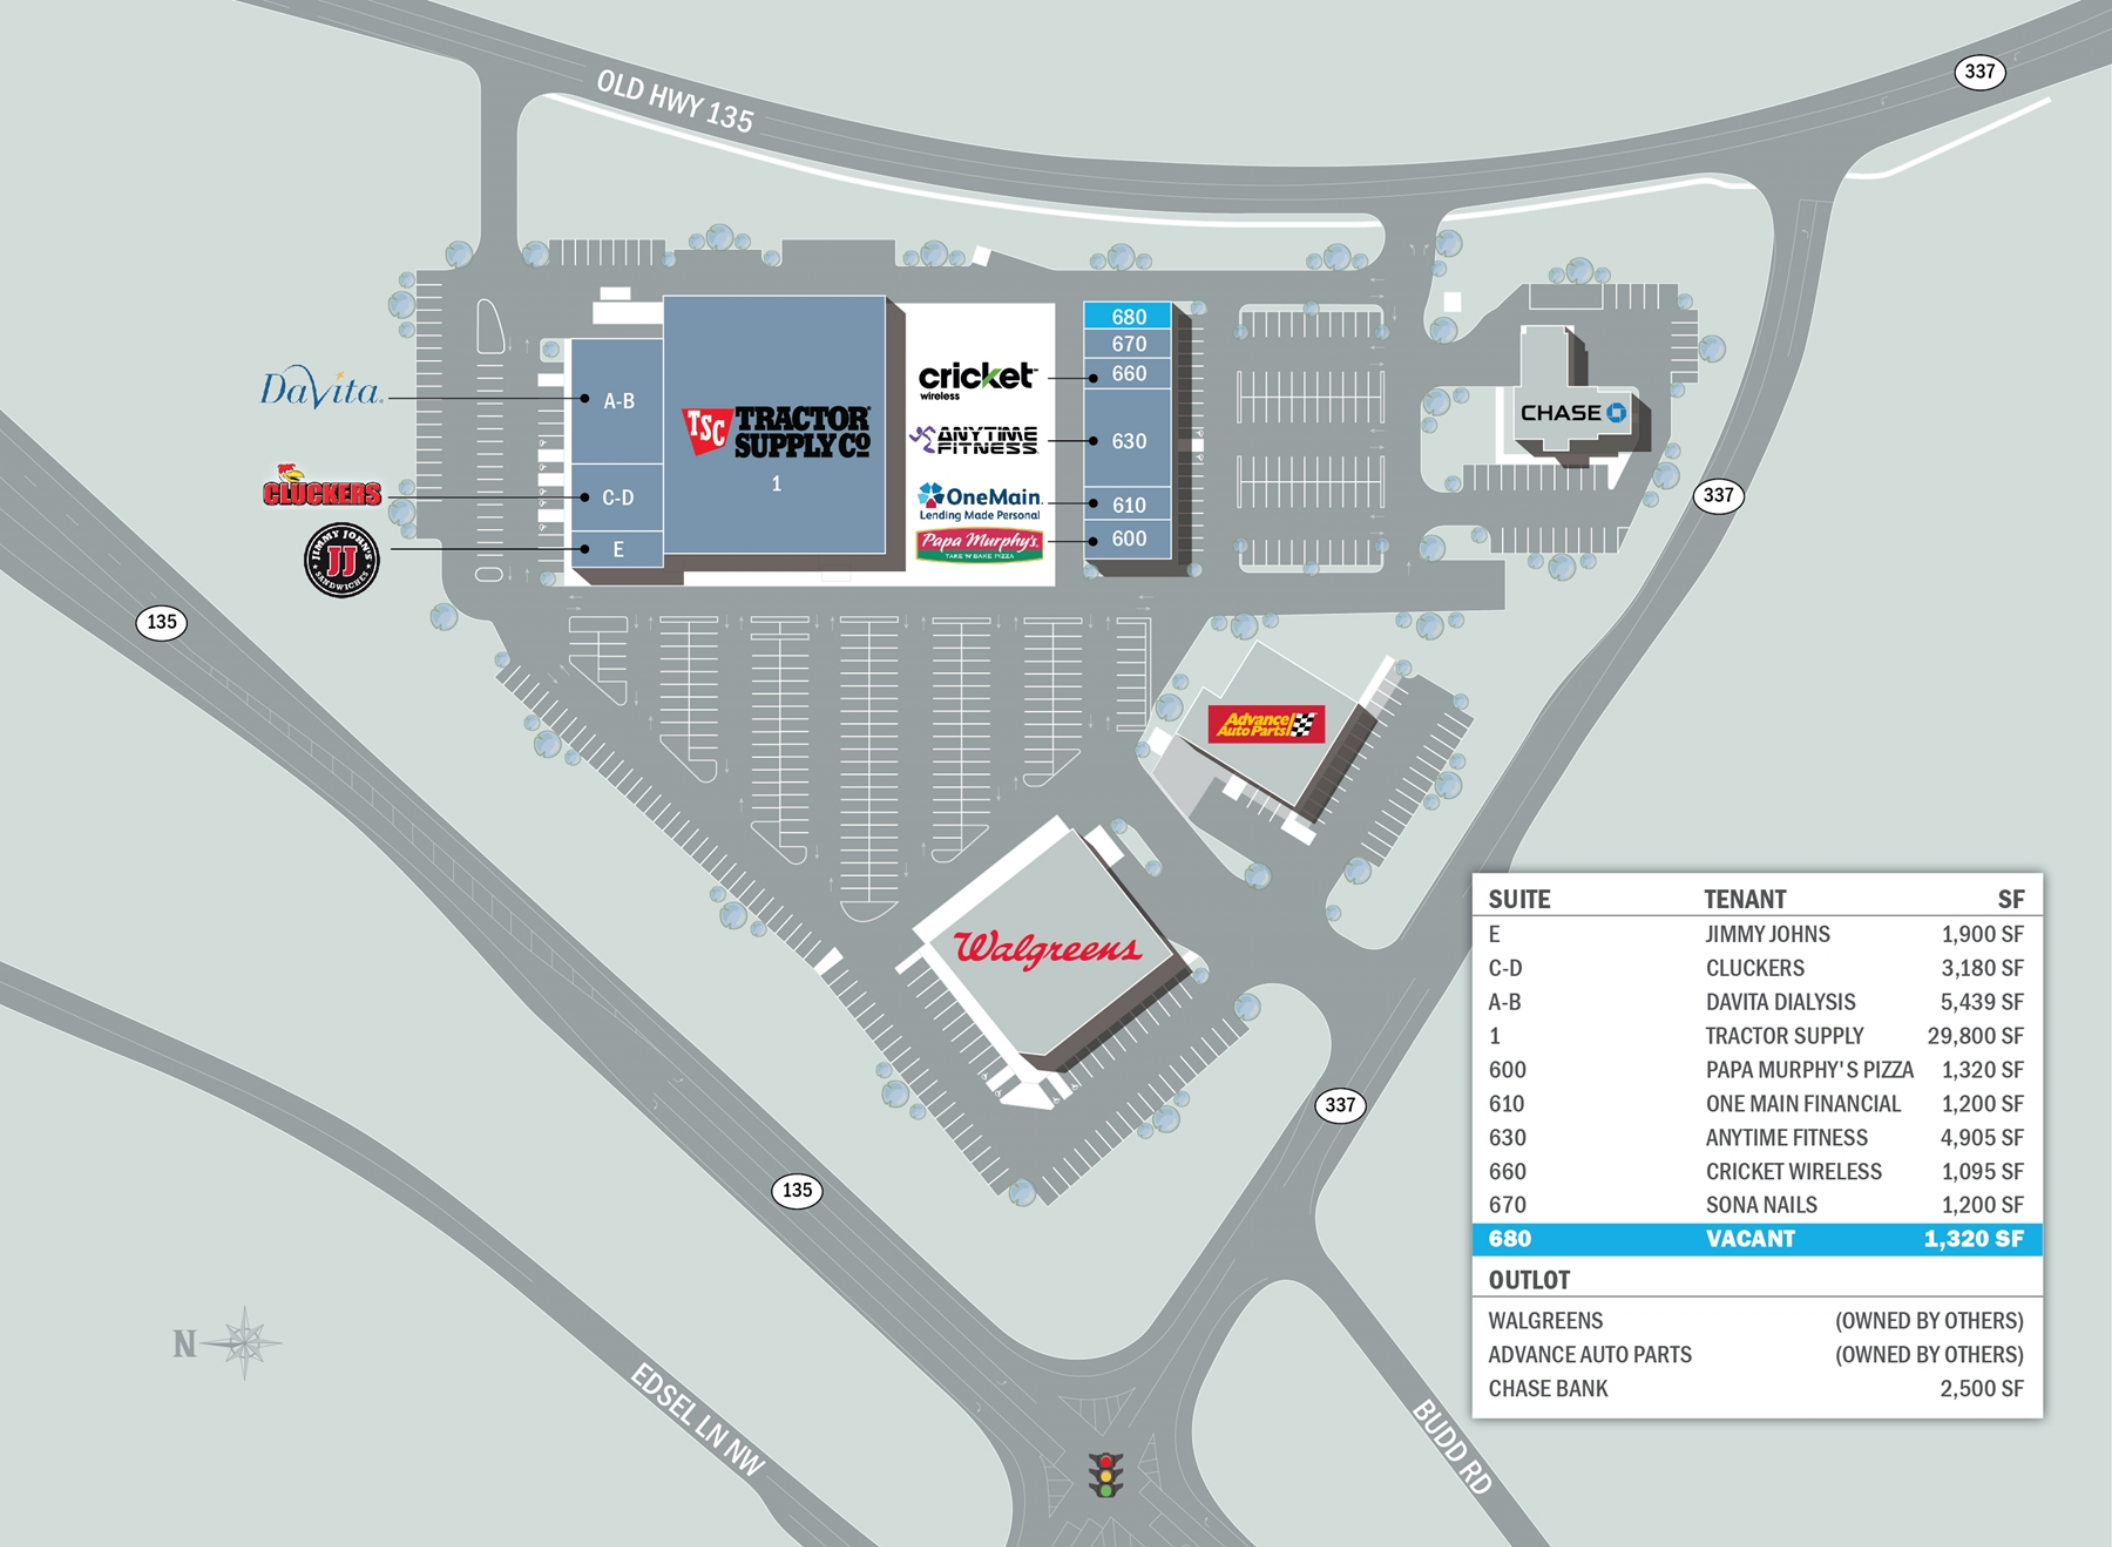 OLD HWY 135
337
680
670
660
630
610
600
cricket
wireless
ANYTIME
FITNESS
OneMain
Lending Made Personal
Papa Murphy's
TAKE 'N' BAKE PIZZA
DaVita
CLUCKERS
JIMMY JOHN'S
JJ
SANDWICHES
A-B
C-D
E
TSC TRACTOR
SUPPLY CO
1
CHASE
337
135
Advance
Auto Parts
Walgreens
337
135
N
EDSEL LN NW
BUDD RD
SUITE TENANT SF
E JIMMY JOHNS 1,900 SF
C-D CLUCKERS 3,180 SF
A-B DAVITA DIALYSIS 5,439 SF
1 TRACTOR SUPPLY 29,800 SF
600 PAPA MURPHY'S PIZZA 1,320 SF
610 ONE MAIN FINANCIAL 1,200 SF
630 ANYTIME FITNESS 4,905 SF
660 CRICKET WIRELESS 1,095 SF
670 SONA NAILS 1,200 SF
680 VACANT 1,320 SF
OUTLOT
WALGREENS (OWNED BY OTHERS)
ADVANCE AUTO PARTS (OWNED BY OTHERS)
CHASE BANK 2,500 SF